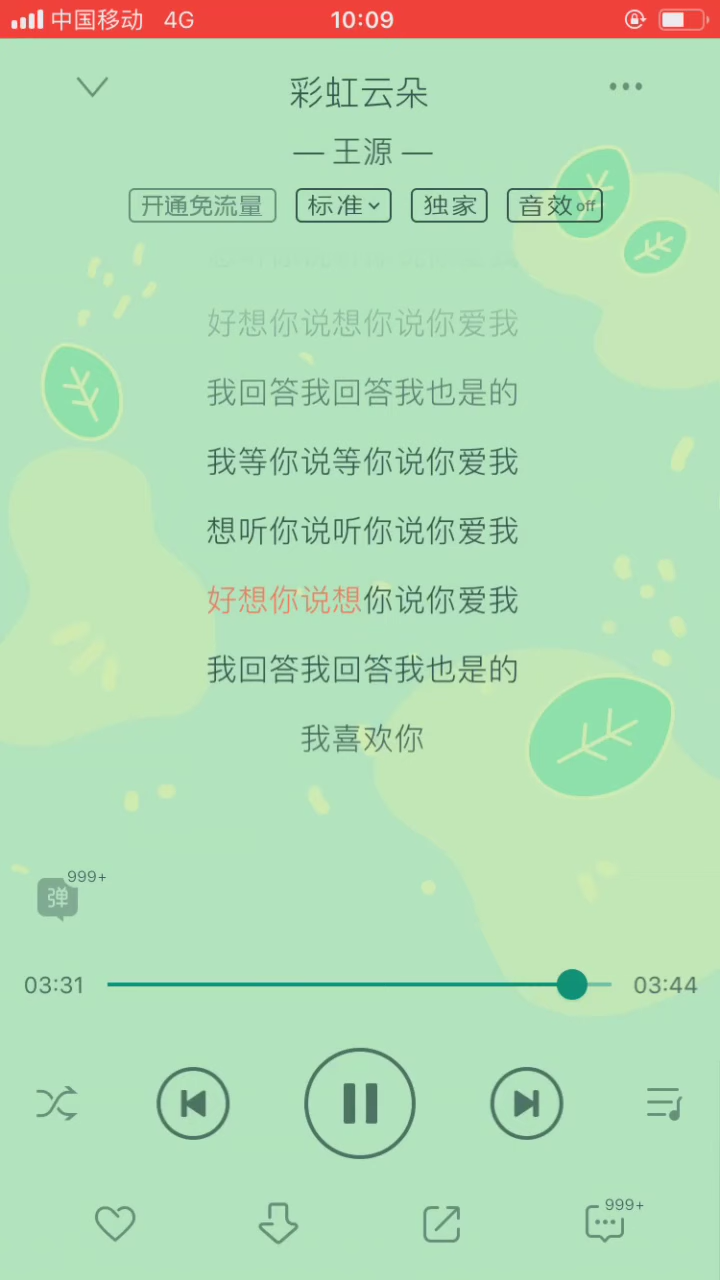 中国移动 4G 10:09
彩虹云朵
— 王源 —
开通免流量 标准 独家 音效off
好想你说想你说你爱我
我回答我回答我也是的
我等你说等你说你爱我
想听你说听你说你爱我
好想你说想你说你爱我
我回答我回答我也是的
我喜欢你
弹 999+
03:31 03:44
999+